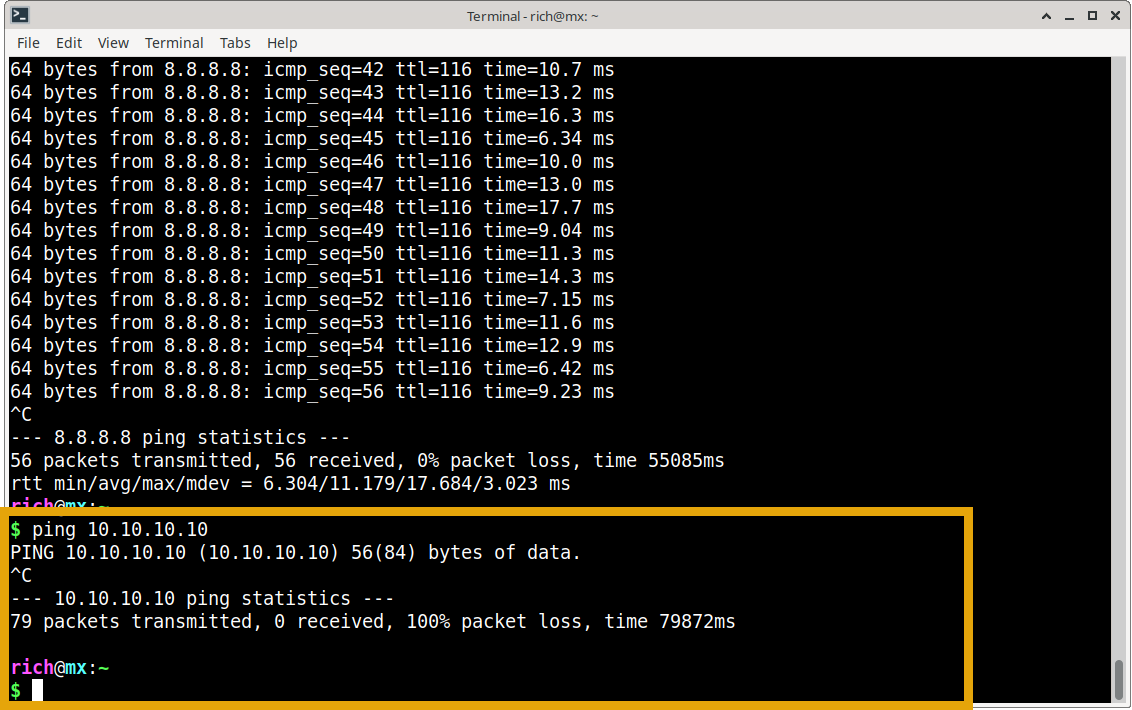 Terminal - rich@mx: ~
File Edit View Terminal Tabs Help
64 bytes from 8.8.8.8: icmp_seq=42 ttl=116 time=10.7 ms
64 bytes from 8.8.8.8: icmp_seq=43 ttl=116 time=13.2 ms
64 bytes from 8.8.8.8: icmp_seq=44 ttl=116 time=16.3 ms
64 bytes from 8.8.8.8: icmp_seq=45 ttl=116 time=6.34 ms
64 bytes from 8.8.8.8: icmp_seq=46 ttl=116 time=10.0 ms
64 bytes from 8.8.8.8: icmp_seq=47 ttl=116 time=13.0 ms
64 bytes from 8.8.8.8: icmp_seq=48 ttl=116 time=17.7 ms
64 bytes from 8.8.8.8: icmp_seq=49 ttl=116 time=9.04 ms
64 bytes from 8.8.8.8: icmp_seq=50 ttl=116 time=11.3 ms
64 bytes from 8.8.8.8: icmp_seq=51 ttl=116 time=14.3 ms
64 bytes from 8.8.8.8: icmp_seq=52 ttl=116 time=7.15 ms
64 bytes from 8.8.8.8: icmp_seq=53 ttl=116 time=11.6 ms
64 bytes from 8.8.8.8: icmp_seq=54 ttl=116 time=12.9 ms
64 bytes from 8.8.8.8: icmp_seq=55 ttl=116 time=6.42 ms
64 bytes from 8.8.8.8: icmp_seq=56 ttl=116 time=9.23 ms
^C
--- 8.8.8.8 ping statistics ---
56 packets transmitted, 56 received, 0% packet loss, time 55085ms
rtt min/avg/max/mdev = 6.304/11.179/17.684/3.023 ms
rich@mx:~
$ ping 10.10.10.10
PING 10.10.10.10 (10.10.10.10) 56(84) bytes of data.
^C
--- 10.10.10.10 ping statistics ---
79 packets transmitted, 0 received, 100% packet loss, time 79872ms
rich@mx:~
$